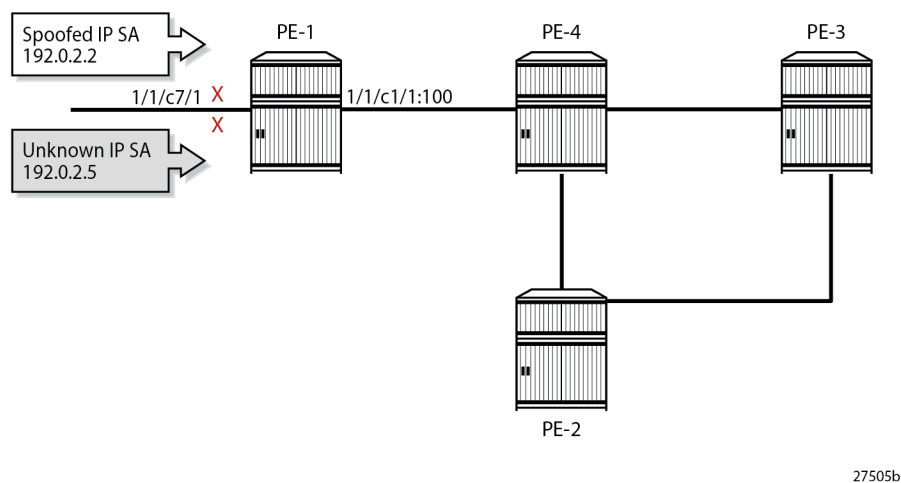 Spoofed IP SA
192.0.2.2
PE-1
PE-4
PE-3
1/1/c7/1
X
1/1/c1/1:100
X
Unknown IP SA
192.0.2.5
PE-2
27505b